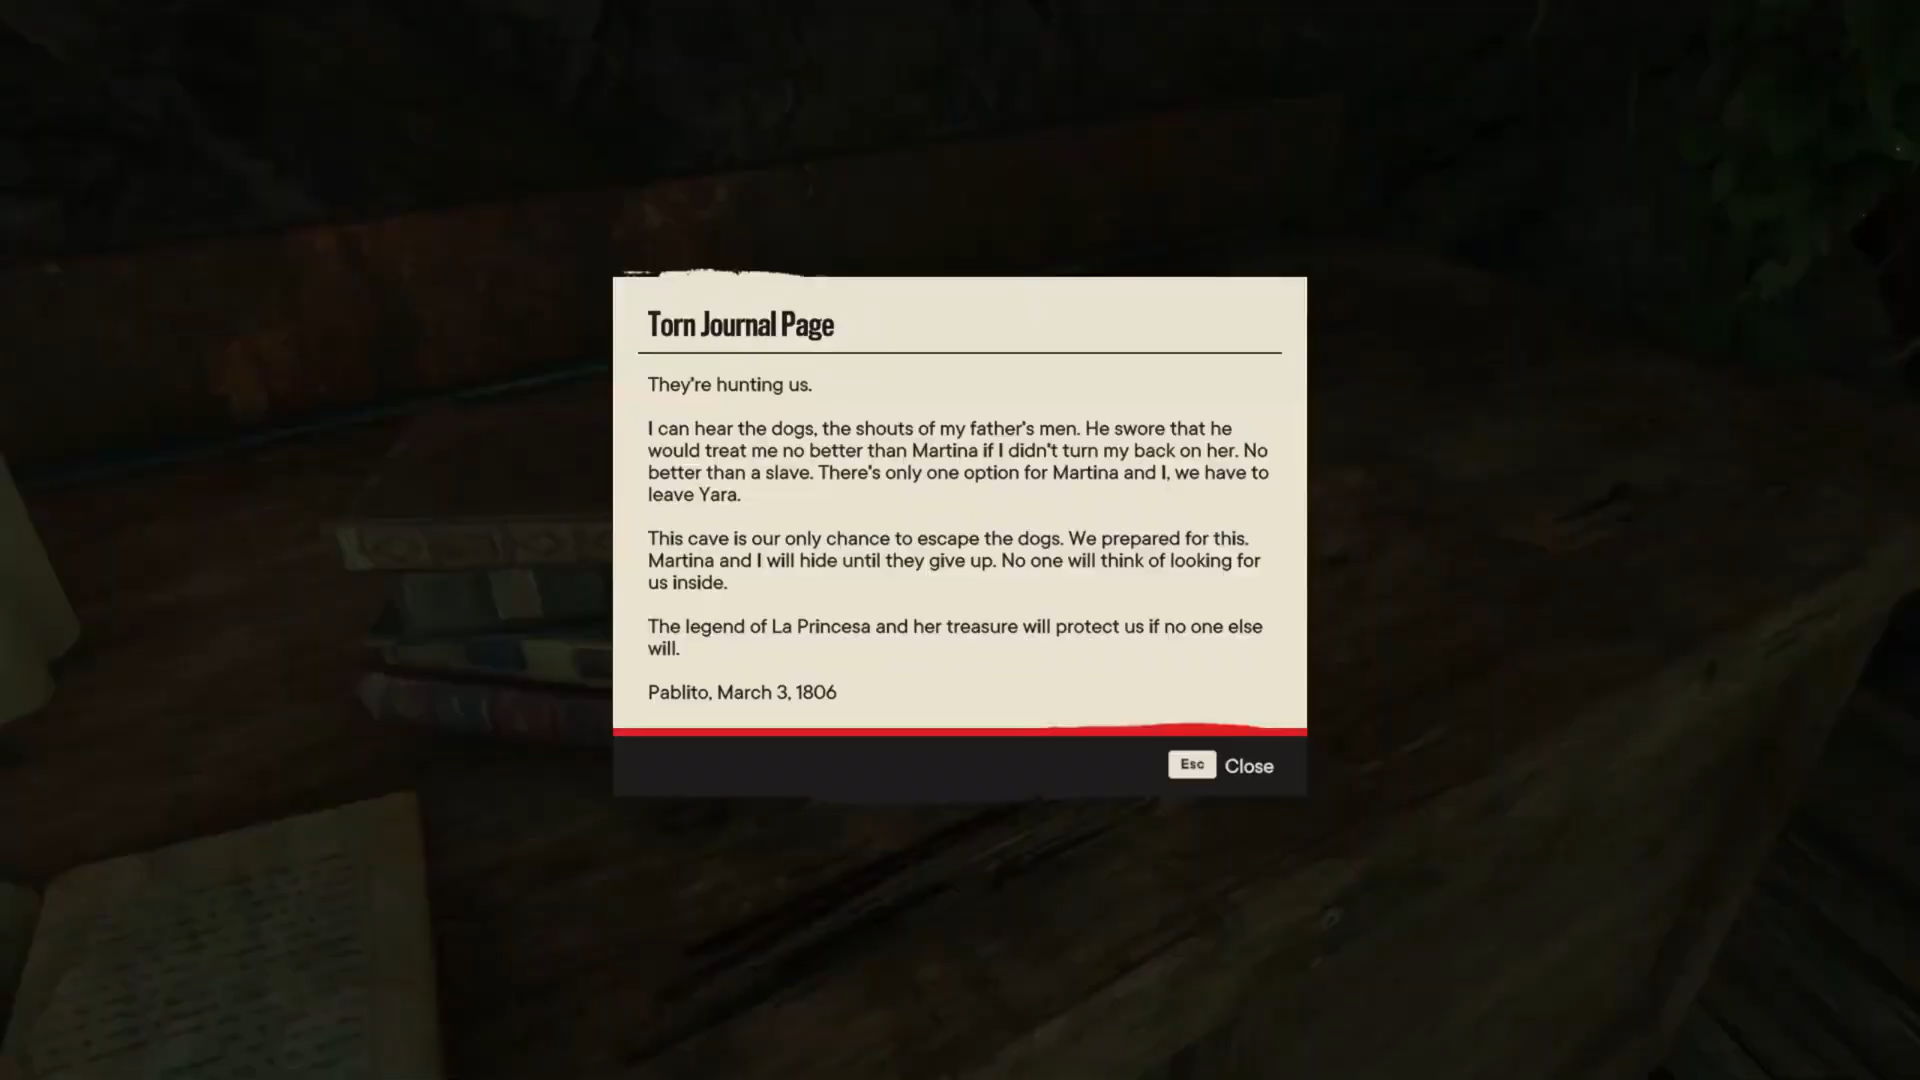 Torn Journal Page
They're hunting us.
I can hear the dogs, the shouts of my father's men. He swore that he
would treat me no better than Martina if I didn't turn my back on her. No
better than a slave. There's only one option for Martina and I, we have to
leave Yara.
This cave is our only chance to escape the dogs. We prepared for this.
Martina and I will hide until they give up. No one will think of looking for
us inside.
The legend of La Princesa and her treasure will protect us if no one else
will.
Pablito, March 3, 1806
Esc Close